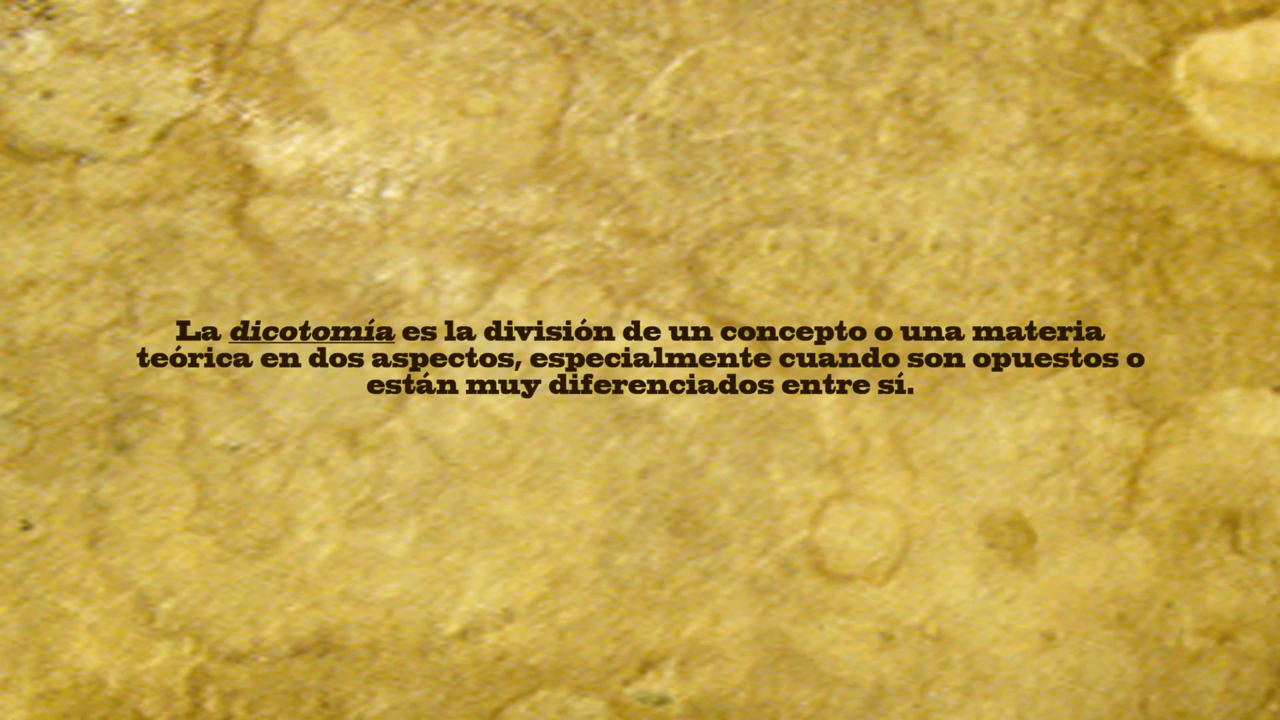 La dicotomía es la división de un concepto o una materia
teórica en dos aspectos, especialmente cuando son opuestos o
están muy diferenciados entre sí.